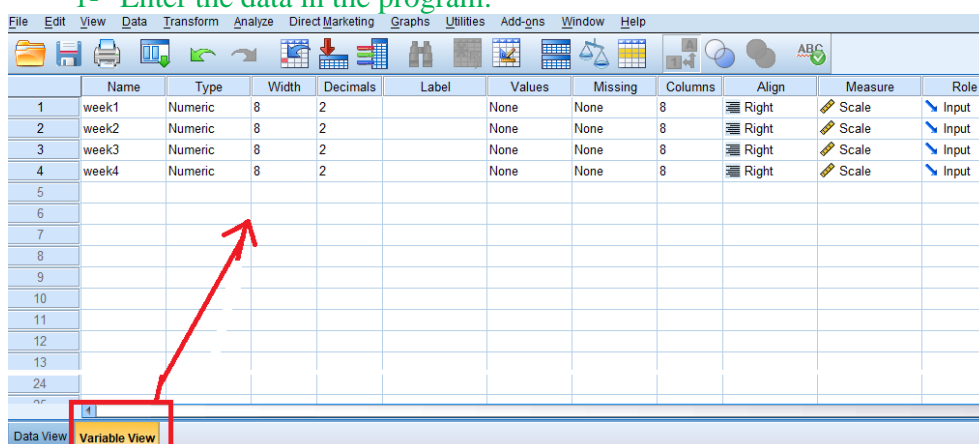 1- Enter the data in the program.
File Edit View Data Transform Analyze Direct Marketing Graphs Utilities Add-ons Window Help
Name Type Width Decimals Label Values Missing Columns Align Measure Role
1 week1 Numeric 8 2 None None 8 Right Scale Input
2 week2 Numeric 8 2 None None 8 Right Scale Input
3 week3 Numeric 8 2 None None 8 Right Scale Input
4 week4 Numeric 8 2 None None 8 Right Scale Input
5
6
7
8
9
10
11
12
13
24
Data View Variable View